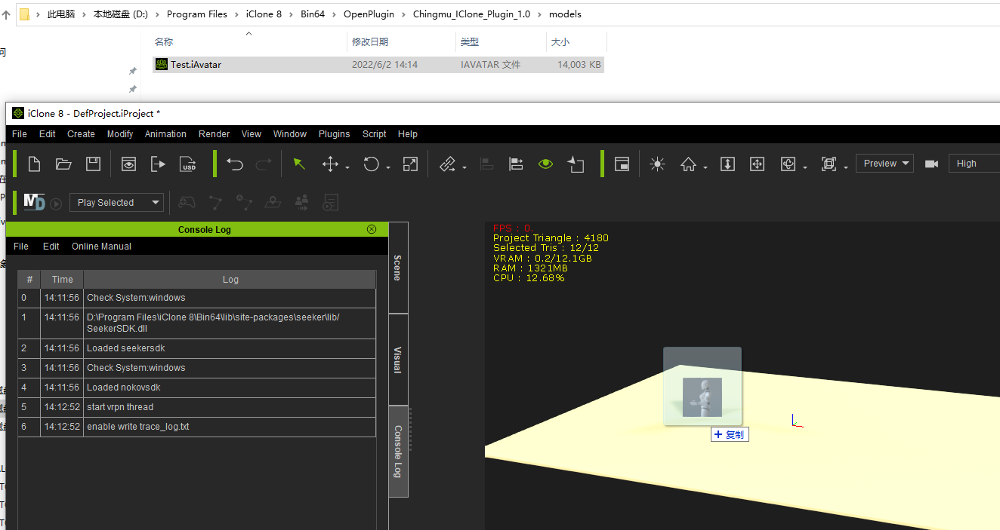 此电脑 › 本地磁盘 (D:) › Program Files › iClone 8 › Bin64 › OpenPlugin › Chingmu_IClone_Plugin_1.0 › models
名称 修改日期 类型 大小
问
Test.iAvatar 2022/6/2 14:14 IAVATAR 文件 14,003 KB
iClone 8 - DefProject.iProject *
File Edit Create Modify Animation Render View Window Plugins Script Help
USD
Preview High
MD Play Selected
Console Log
File Edit Online Manual
# Time Log
0 14:11:56 Check System:windows
1 14:11:56 D:\Program Files\iClone 8\Bin64\lib\site-packages\seeker\lib/
SeekerSDK.dll
2 14:11:56 Loaded seekersdk
3 14:11:56 Check System:windows
4 14:11:56 Loaded nokovsdk
5 14:12:52 start vrpn thread
6 14:12:52 enable write trace_log.txt
Scene
Visual
Console Log
FPS : 0.
Project Triangle : 4180
Selected Tris : 12/12
VRAM : 0.2/12.1GB
RAM : 1321MB
CPU : 12.68%
+ 复制